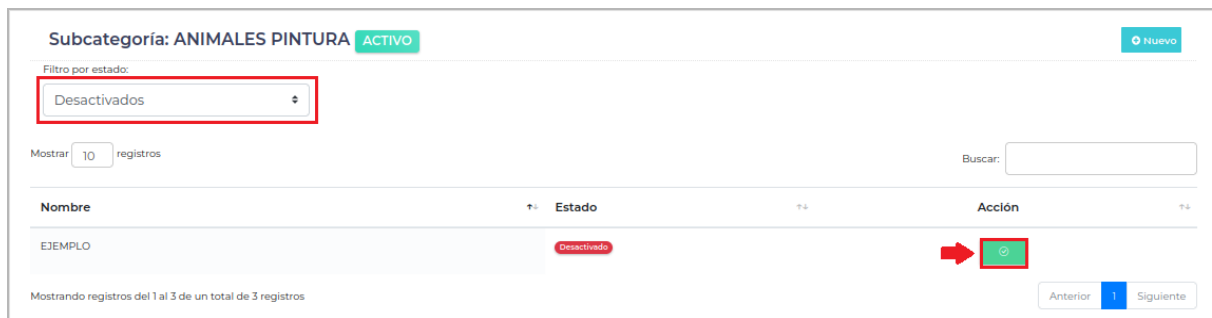 Subcategoría: ANIMALES PINTURA ACTIVO
Nuevo
Filtro por estado:
Desactivados
Mostrar 10 registros
Buscar:
Nombre Estado Acción
EJEMPLO Desactivado
Mostrando registros del 1 al 3 de un total de 3 registros
Anterior 1 Siguiente